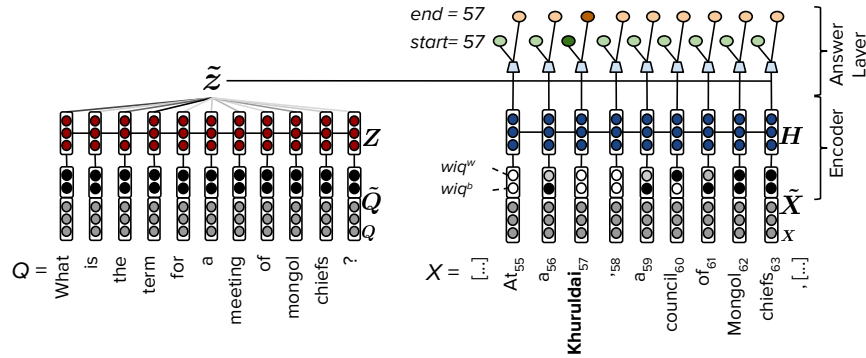 end = 57
start= 57
z̃
Answer
Layer
Encoder
Z
H
wiqʷ
wiqᵇ
Q̃
X̃
Q
X
Q = What is the term for a meeting of mongol chiefs ?
X = [...] At₅₅ a₅₆ Khuruldai₅₇ ,₅₈ a₅₉ council₆₀ of₆₁ Mongol₆₂ chiefs₆₃ , [...]